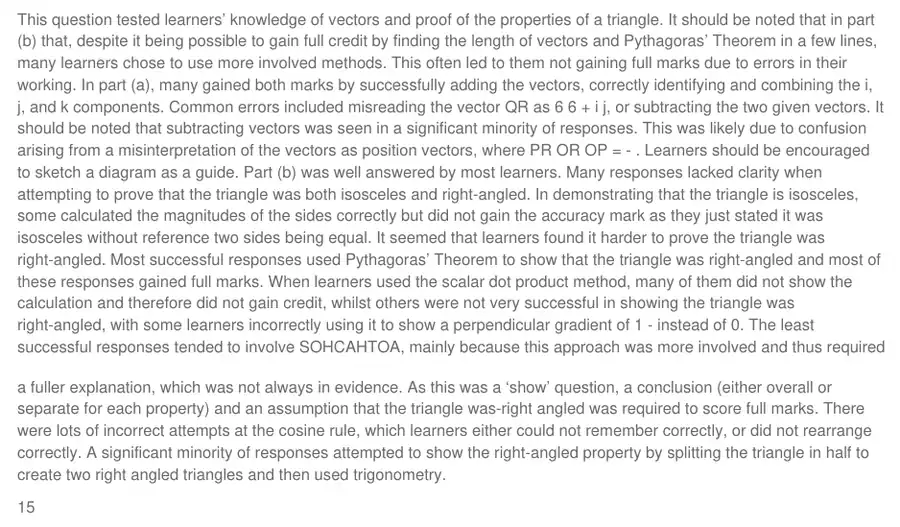 This question tested learners’ knowledge of vectors and proof of the properties of a triangle. It should be noted that in part
(b) that, despite it being possible to gain full credit by finding the length of vectors and Pythagoras’ Theorem in a few lines,
many learners chose to use more involved methods. This often led to them not gaining full marks due to errors in their
working. In part (a), many gained both marks by successfully adding the vectors, correctly identifying and combining the i,
j, and k components. Common errors included misreading the vector QR as 6 6 + i j, or subtracting the two given vectors. It
should be noted that subtracting vectors was seen in a significant minority of responses. This was likely due to confusion
arising from a misinterpretation of the vectors as position vectors, where PR OR OP = - . Learners should be encouraged
to sketch a diagram as a guide. Part (b) was well answered by most learners. Many responses lacked clarity when
attempting to prove that the triangle was both isosceles and right-angled. In demonstrating that the triangle is isosceles,
some calculated the magnitudes of the sides correctly but did not gain the accuracy mark as they just stated it was
isosceles without reference two sides being equal. It seemed that learners found it harder to prove the triangle was
right-angled. Most successful responses used Pythagoras’ Theorem to show that the triangle was right-angled and most of
these responses gained full marks. When learners used the scalar dot product method, many of them did not show the
calculation and therefore did not gain credit, whilst others were not very successful in showing the triangle was
right-angled, with some learners incorrectly using it to show a perpendicular gradient of 1 - instead of 0. The least
successful responses tended to involve SOHCAHTOA, mainly because this approach was more involved and thus required
a fuller explanation, which was not always in evidence. As this was a ‘show’ question, a conclusion (either overall or
separate for each property) and an assumption that the triangle was-right angled was required to score full marks. There
were lots of incorrect attempts at the cosine rule, which learners either could not remember correctly, or did not rearrange
correctly. A significant minority of responses attempted to show the right-angled property by splitting the triangle in half to
create two right angled triangles and then used trigonometry.
15